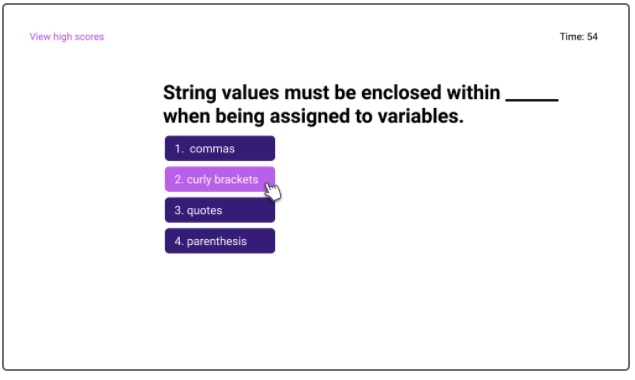 View high scores
Time: 54
String values must be enclosed within _____
when being assigned to variables.
1. commas
2. curly brackets
3. quotes
4. parenthesis